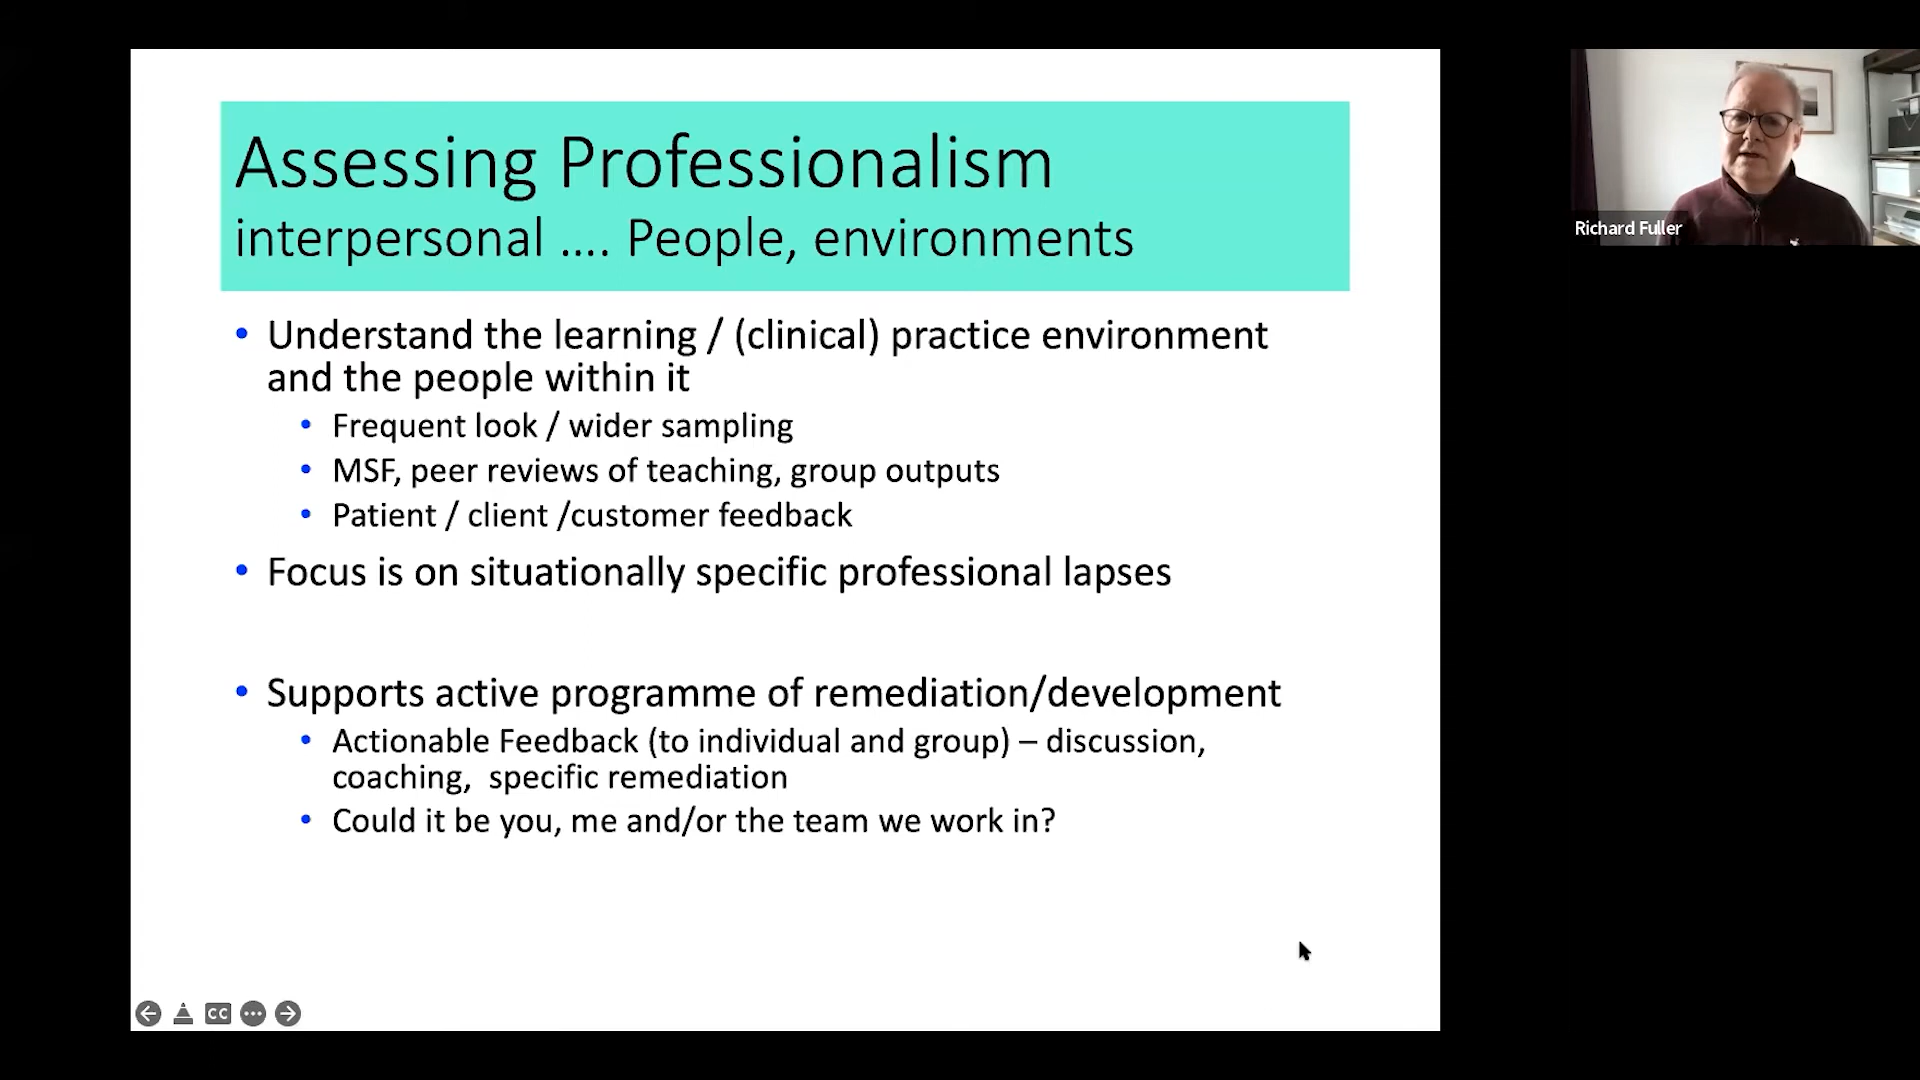 Assessing Professionalism
interpersonal .... People, environments
• Understand the learning / (clinical) practice environment
and the people within it
• Frequent look / wider sampling
• MSF, peer reviews of teaching, group outputs
• Patient / client /customer feedback
• Focus is on situationally specific professional lapses
• Supports active programme of remediation/development
• Actionable Feedback (to individual and group) – discussion,
coaching,  specific remediation
• Could it be you, me and/or the team we work in?
CC
Richard Fuller